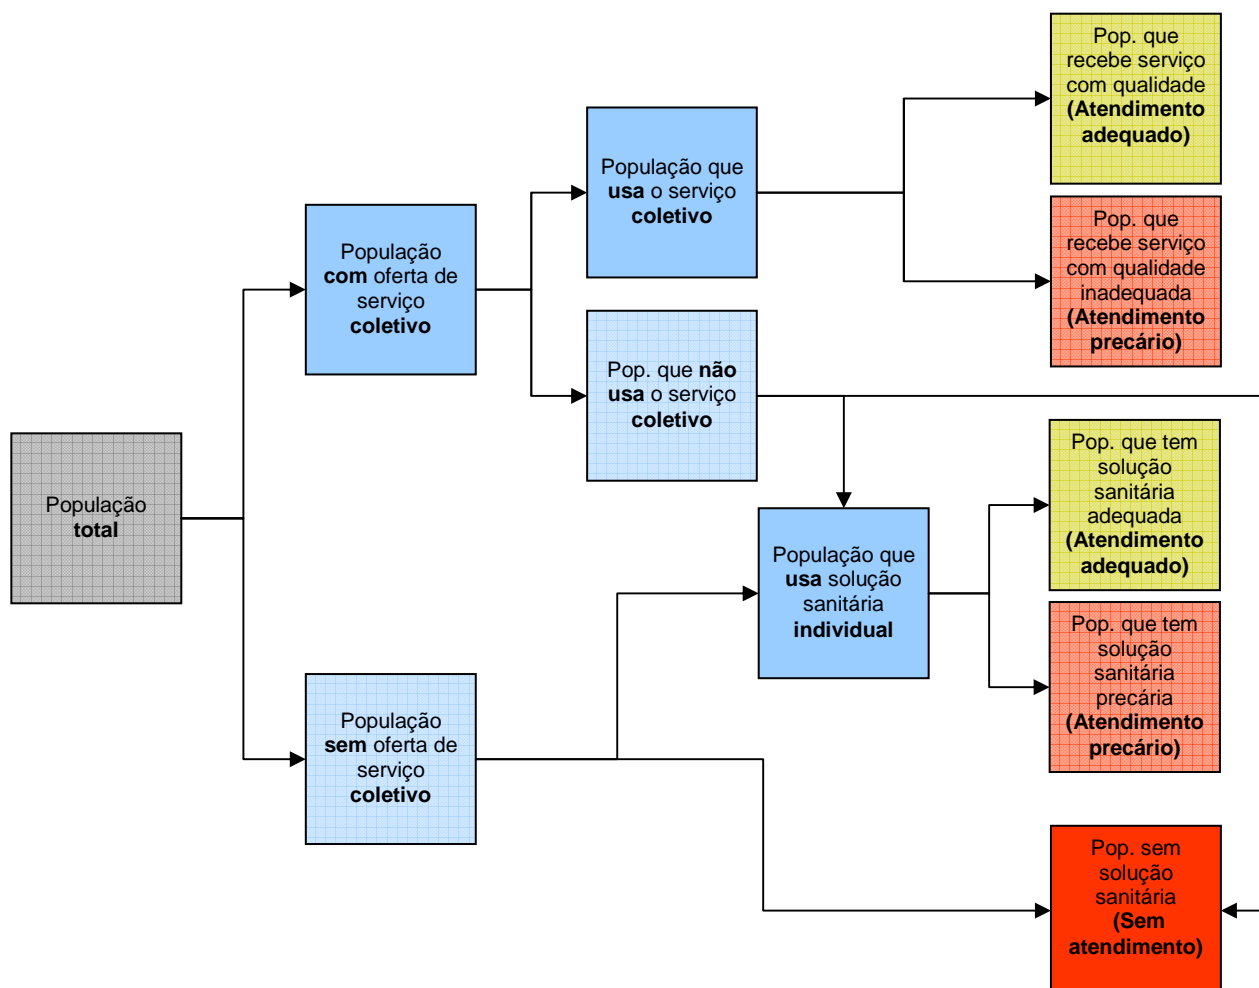 População
total
População
com oferta de
serviço
coletivo
População
sem oferta de
serviço
coletivo
População que
usa o serviço
coletivo
Pop. que não
usa o serviço
coletivo
População que
usa solução
sanitária
individual
Pop. que
recebe serviço
com qualidade
(Atendimento
adequado)
Pop. que
recebe serviço
com qualidade
inadequada
(Atendimento
precário)
Pop. que tem
solução
sanitária
adequada
(Atendimento
adequado)
Pop. que tem
solução
sanitária
precária
(Atendimento
precário)
Pop. sem
solução
sanitária
(Sem
atendimento)